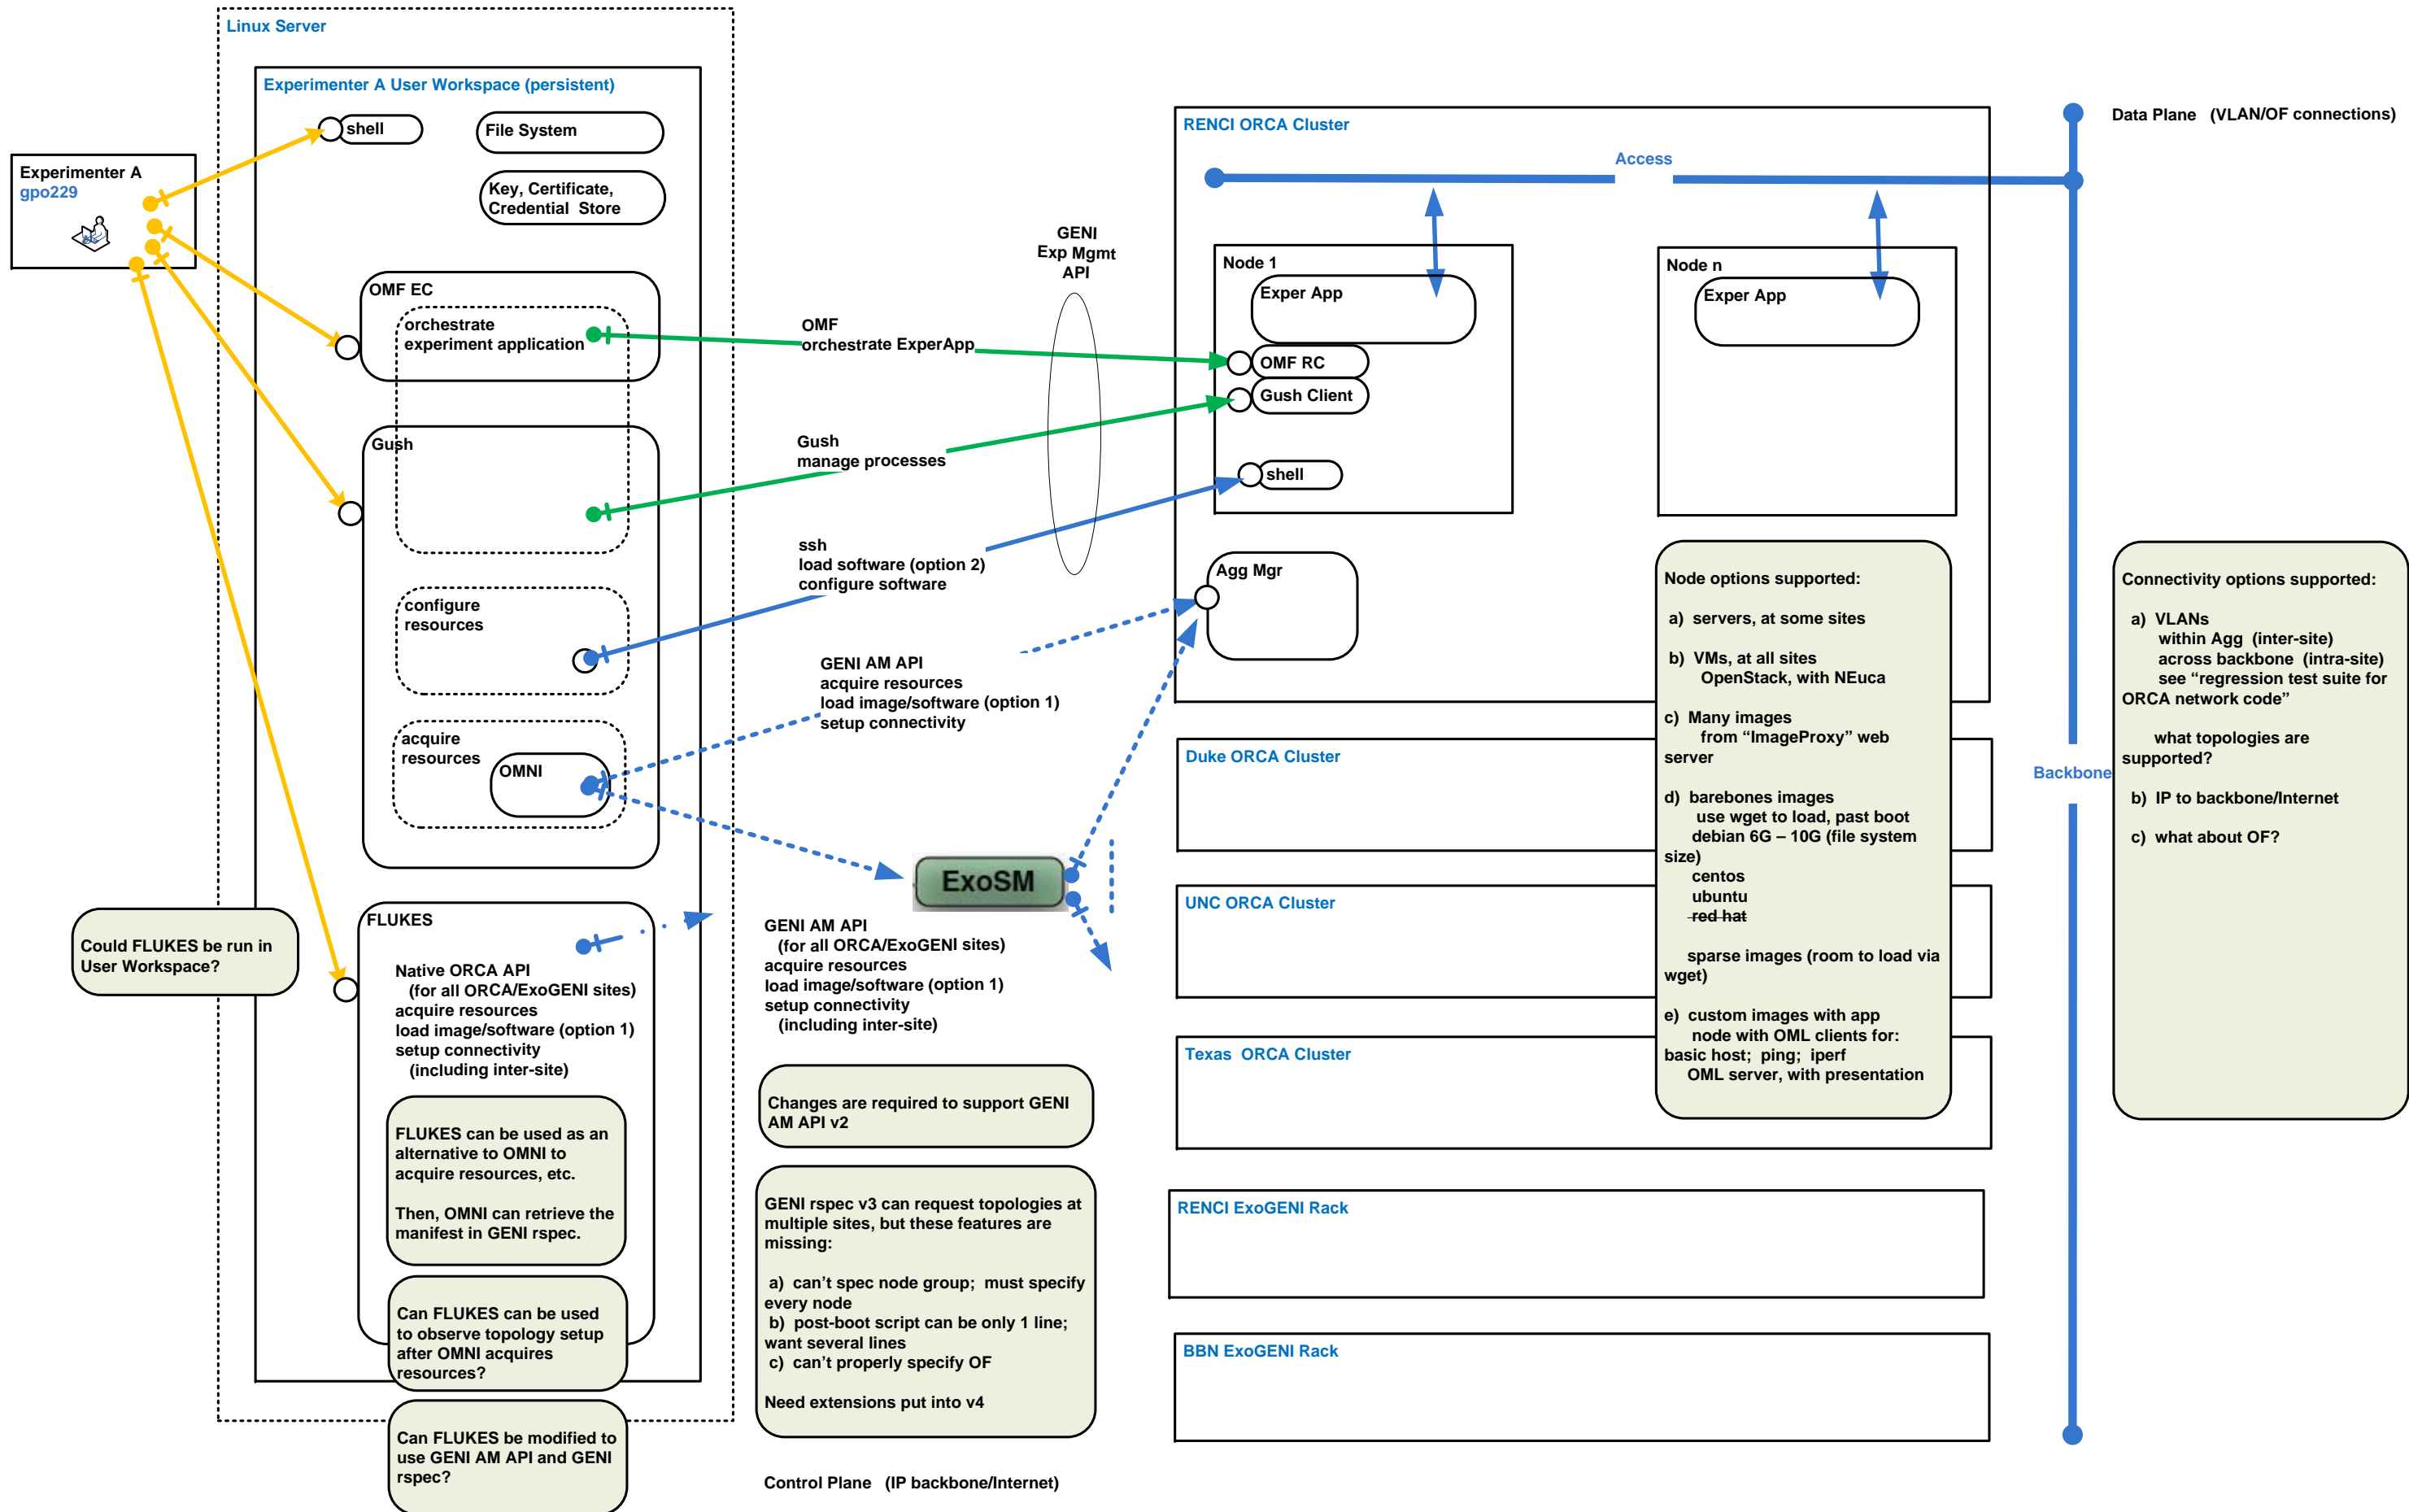 Linux Server
Experimenter A User Workspace (persistent)
shell
File System
Key, Certificate,
Credential  Store
Experimenter A
gpo229
OMF EC
orchestrate
experiment application
Gush
configure
resources
acquire
resources
OMNI
FLUKES
Native ORCA API
(for all ORCA/ExoGENI sites)
acquire resources
load image/software (option 1)
setup connectivity
(including inter-site)
FLUKES can be used as an
alternative to OMNI to
acquire resources, etc.
Then, OMNI can retrieve the
manifest in GENI rspec.
Can FLUKES can be used
to observe topology setup
after OMNI acquires
resources?
Can FLUKES be modified to
use GENI AM API and GENI
rspec?
Could FLUKES be run in
User Workspace?
GENI
Exp Mgmt
API
OMF
orchestrate ExperApp
Gush
manage processes
ssh
load software (option 2)
configure software
GENI AM API
acquire resources
load image/software (option 1)
setup connectivity
ExoSM
GENI AM API
(for all ORCA/ExoGENI sites)
acquire resources
load image/software (option 1)
setup connectivity
(including inter-site)
Changes are required to support GENI
AM API v2
GENI rspec v3 can request topologies at
multiple sites, but these features are
missing:
a)  can’t spec node group;  must specify
every node
b)  post-boot script can be only 1 line;
want several lines
c)  can’t properly specify OF
Need extensions put into v4
Control Plane   (IP backbone/Internet)
RENCI ORCA Cluster
Access
Node 1
Exper App
OMF RC
Gush Client
shell
Agg Mgr
Node n
Exper App
Duke ORCA Cluster
UNC ORCA Cluster
Texas  ORCA Cluster
RENCI ExoGENI Rack
BBN ExoGENI Rack
Node options supported:
a)  servers, at some sites
b)  VMs, at all sites
OpenStack, with NEuca
c)  Many images
from “ImageProxy” web
server
d)  barebones images
use wget to load, past boot
debian 6G – 10G (file system
size)
centos
ubuntu
red hat
sparse images (room to load via
wget)
e)  custom images with app
node with OML clients for:
basic host;  ping;  iperf
OML server, with presentation
Data Plane   (VLAN/OF connections)
Backbone
Connectivity options supported:
a)  VLANs
within Agg  (inter-site)
across backbone  (intra-site)
see “regression test suite for
ORCA network code”
what topologies are
supported?
b)  IP to backbone/Internet
c)  what about OF?